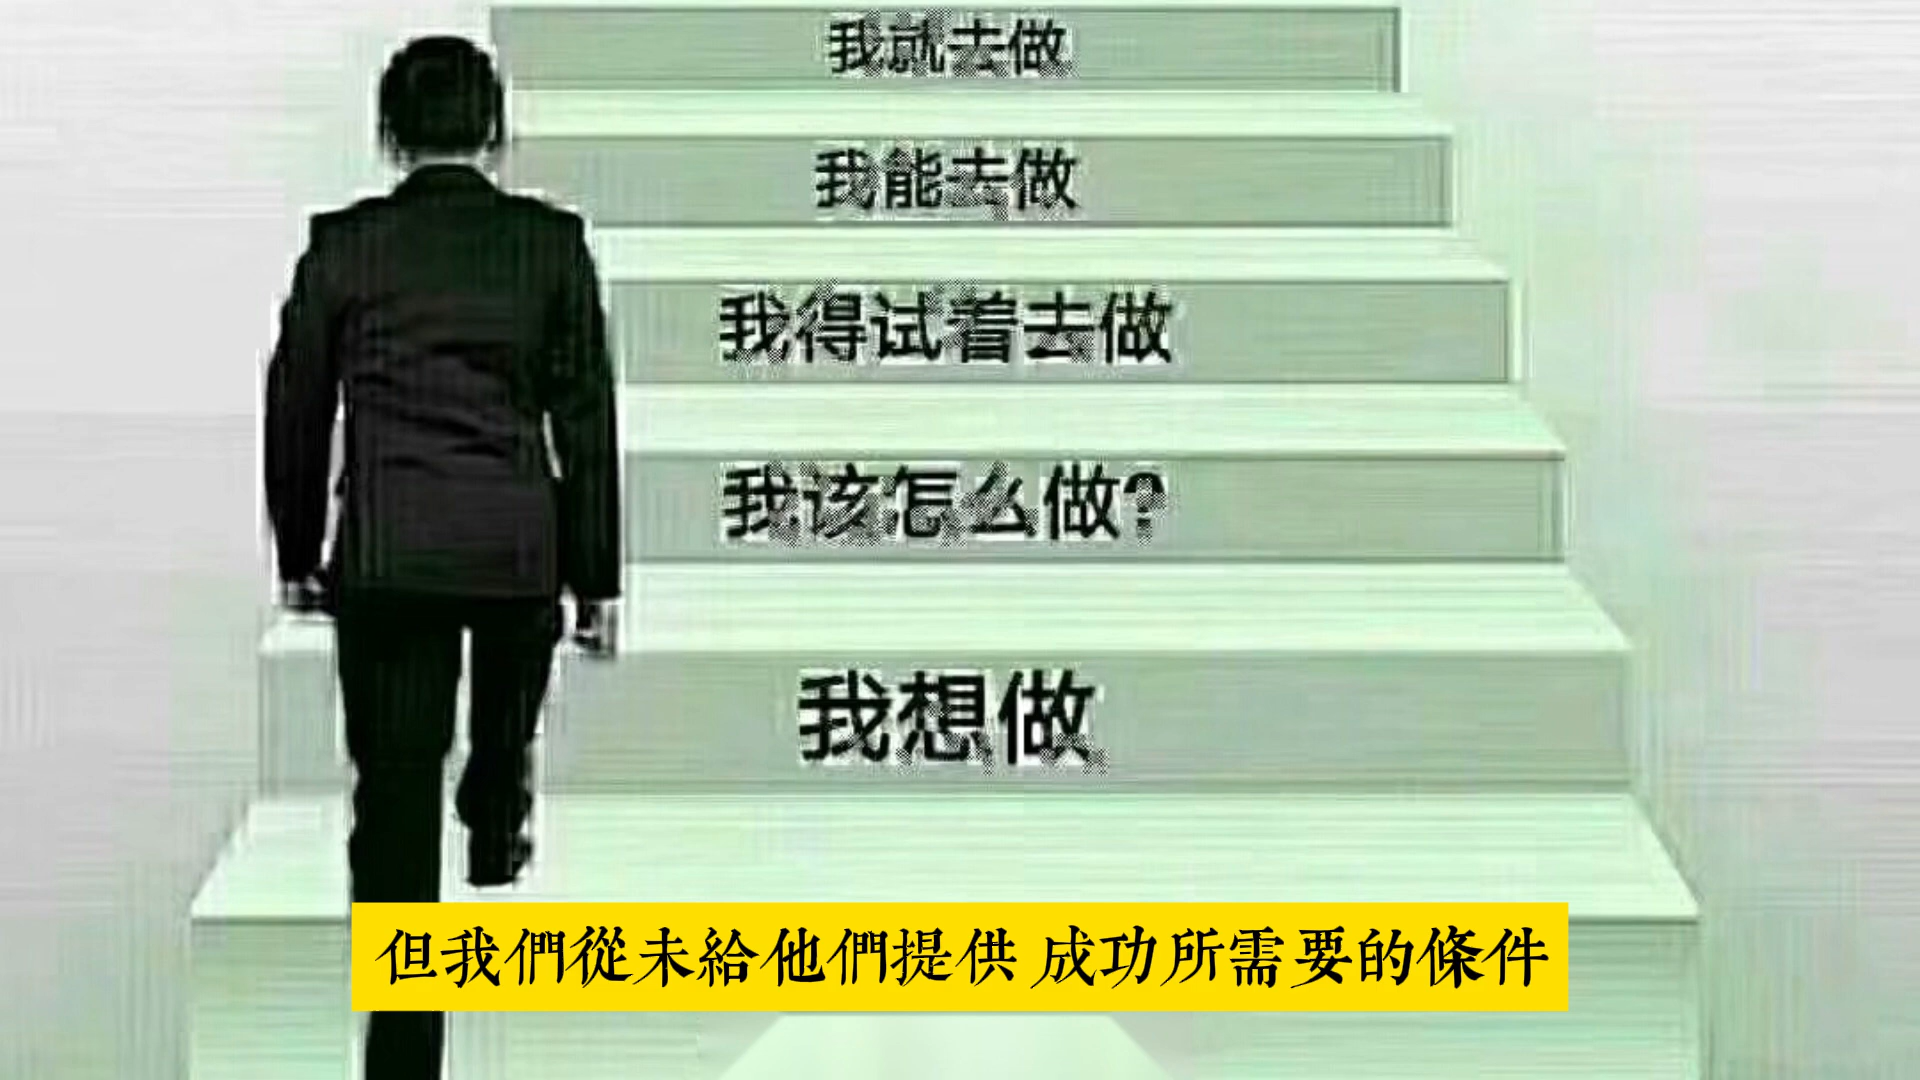 我就去做
我能去做
我得试着去做
我该怎么做?
我想做
但我們從未給他們提供 成功所需要的條件